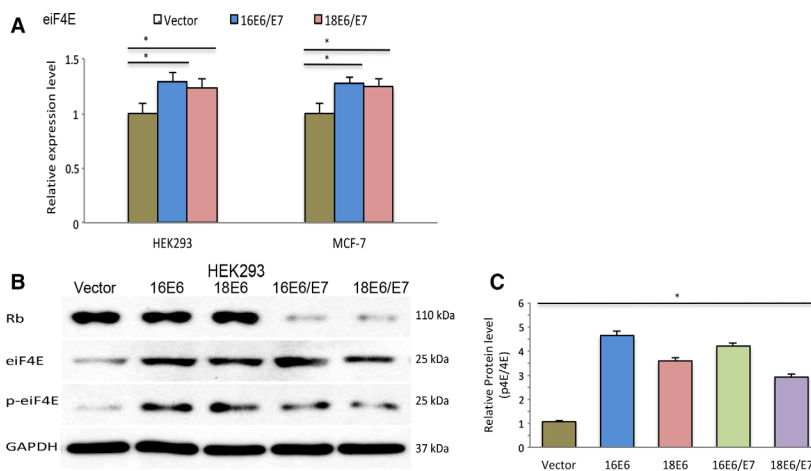 A
eiF4E
Vector 16E6/E7 18E6/E7
*
*
*
*
Relative expression level
1.5
1
0.5
0
HEK293 MCF-7
B
HEK293
Vector 16E6 18E6 16E6/E7 18E6/E7
Rb 110 kDa
eiF4E 25 kDa
p-eiF4E 25 kDa
GAPDH 37 kDa
C
*
Relative Protein level
(p4E/4E)
6
5
4
3
2
1
0
Vector 16E6 18E6 16E6/E7 18E6/E7